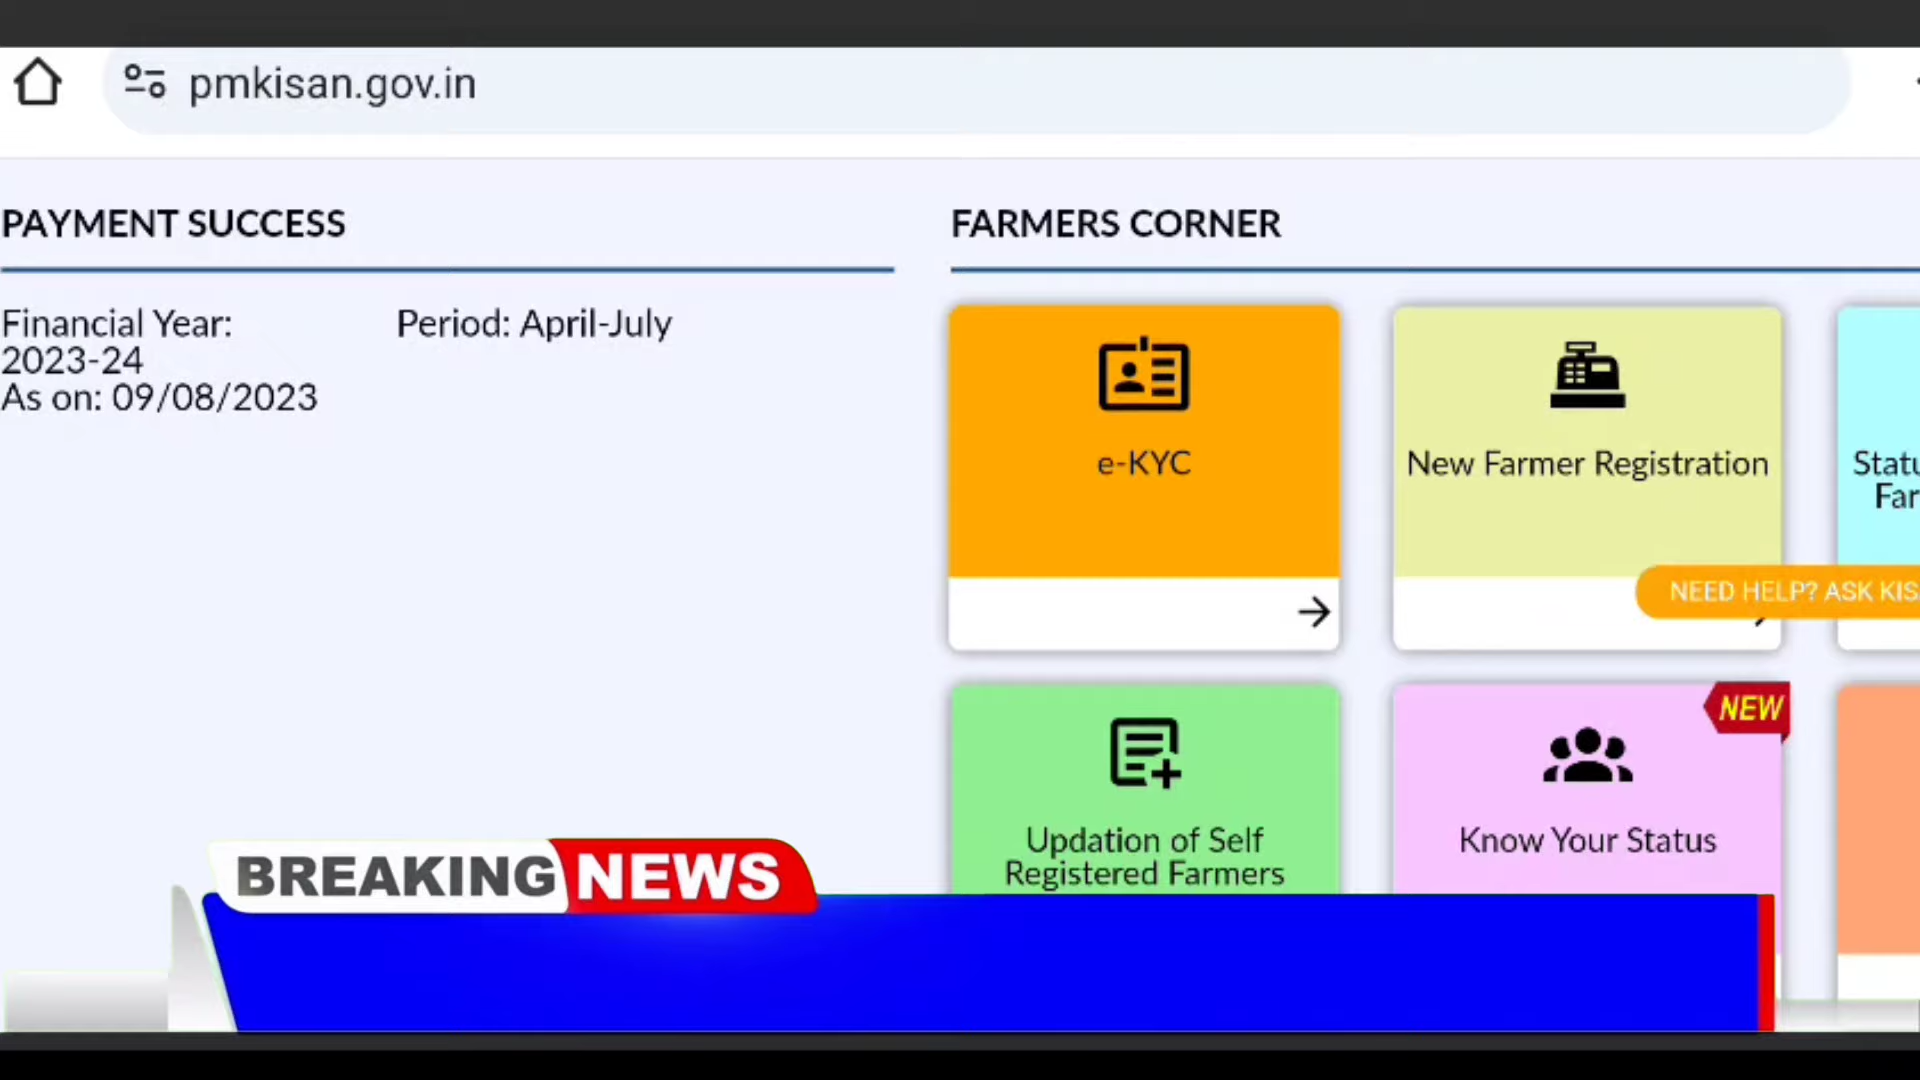 pmkisan.gov.in
PAYMENT SUCCESS
Financial Year:
2023-24
Period: April-July
As on: 09/08/2023
FARMERS CORNER
e-KYC
New Farmer Registration
NEED HELP? ASK
Updation of Self
Registered Farmers
NEW
Know Your Status
BREAKING NEWS